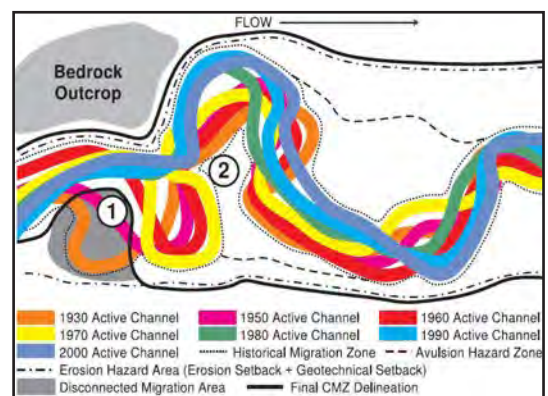 FLOW
Bedrock
Outcrop
2
1
1930 Active Channel 1950 Active Channel 1960 Active Channel
1970 Active Channel 1980 Active Channel 1990 Active Channel
2000 Active Channel Historical Migration Zone Avulsion Hazard Zone
Erosion Hazard Area (Erosion Setback + Geotechnical Setback)
Disconnected Migration Area Final CMZ Delineation